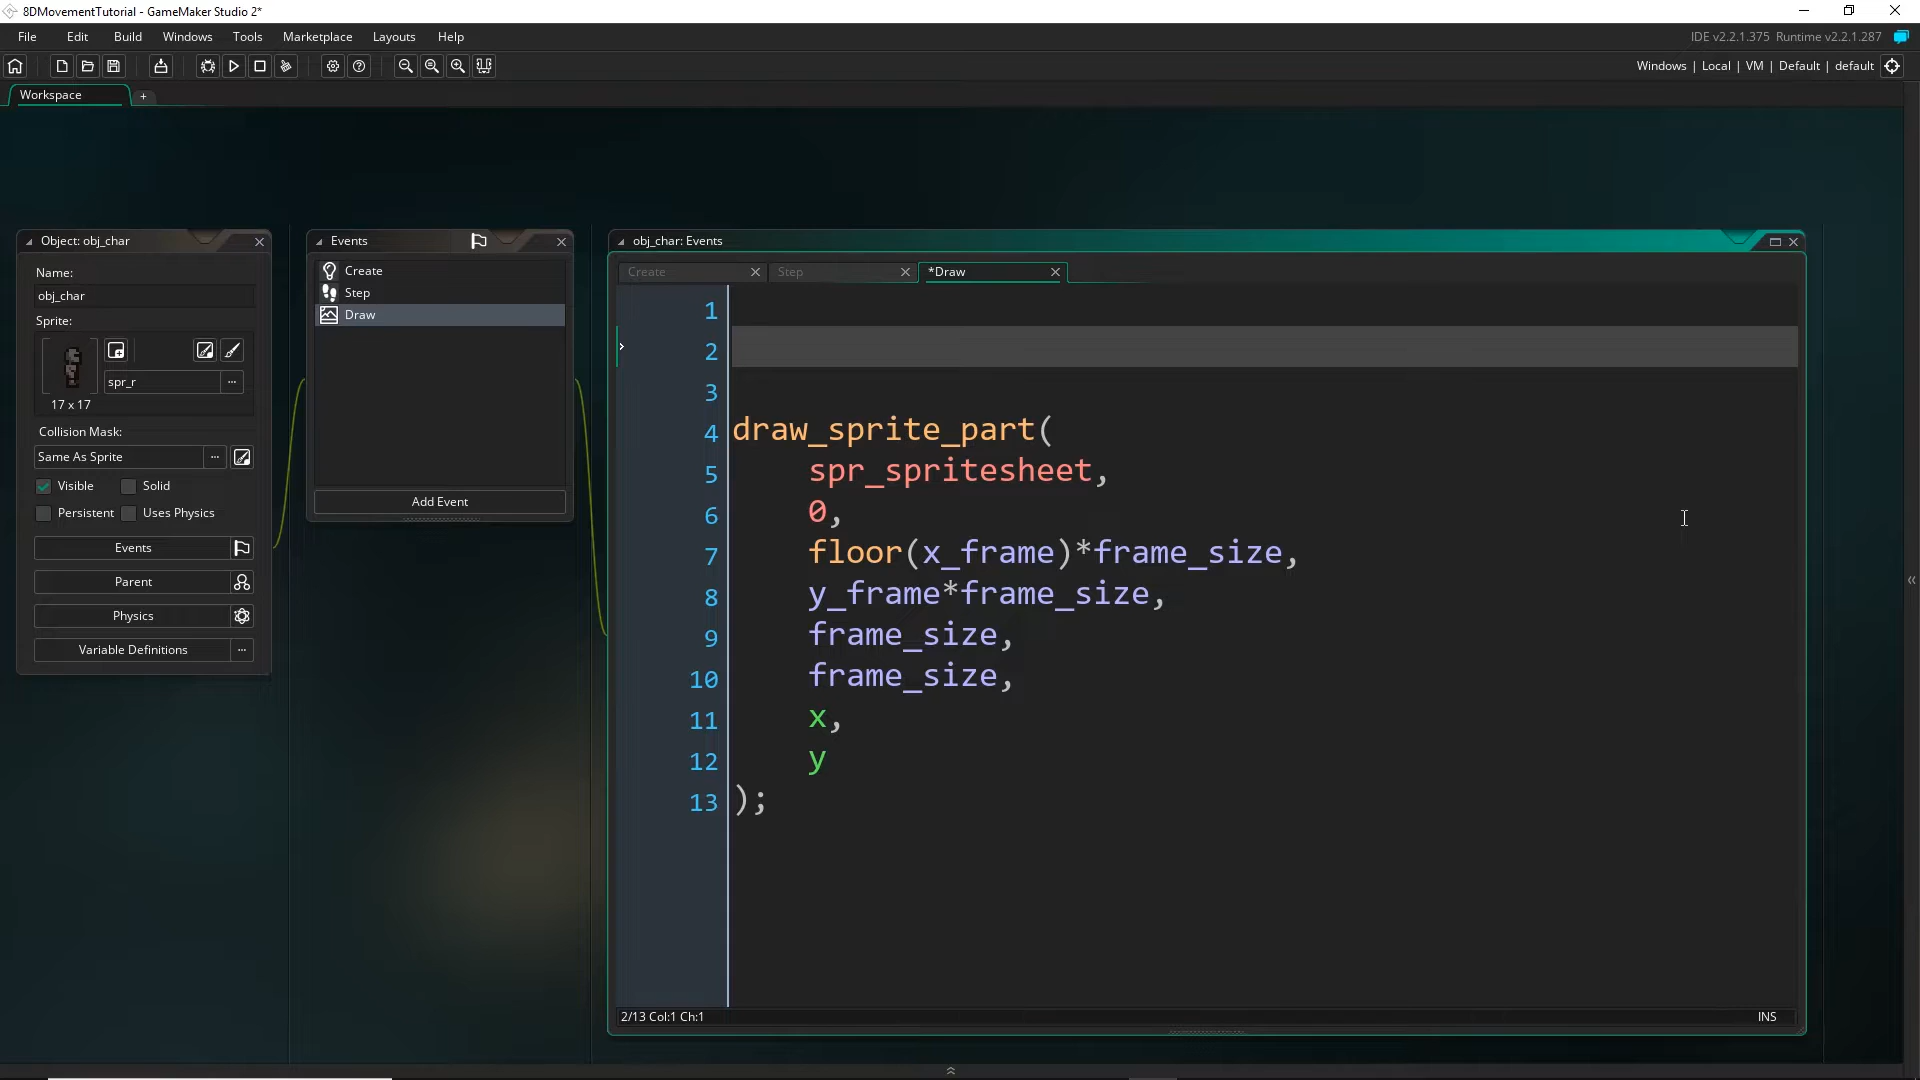 8DMovementTutorial - GameMaker Studio 2*
File Edit Build Windows Tools Marketplace Layouts Help
IDE v2.2.1.375 Runtime v2.2.1.287
Windows | Local | VM | Default | default
Workspace +
Object: obj_char
Name:
obj_char
Sprite:
spr_r
17 x 17
Collision Mask:
Same As Sprite
Visible Solid
Persistent Uses Physics
Events
Parent
Physics
Variable Definitions
Events
Create
Step
Draw
Add Event
obj_char: Events
Create Step *Draw
1
2
3
4 draw_sprite_part(
5 spr_spritesheet,
6 0,
7 floor(x_frame)*frame_size,
8 y_frame*frame_size,
9 frame_size,
10 frame_size,
11 x,
12 y
13 );
2/13 Col:1 Ch:1 INS